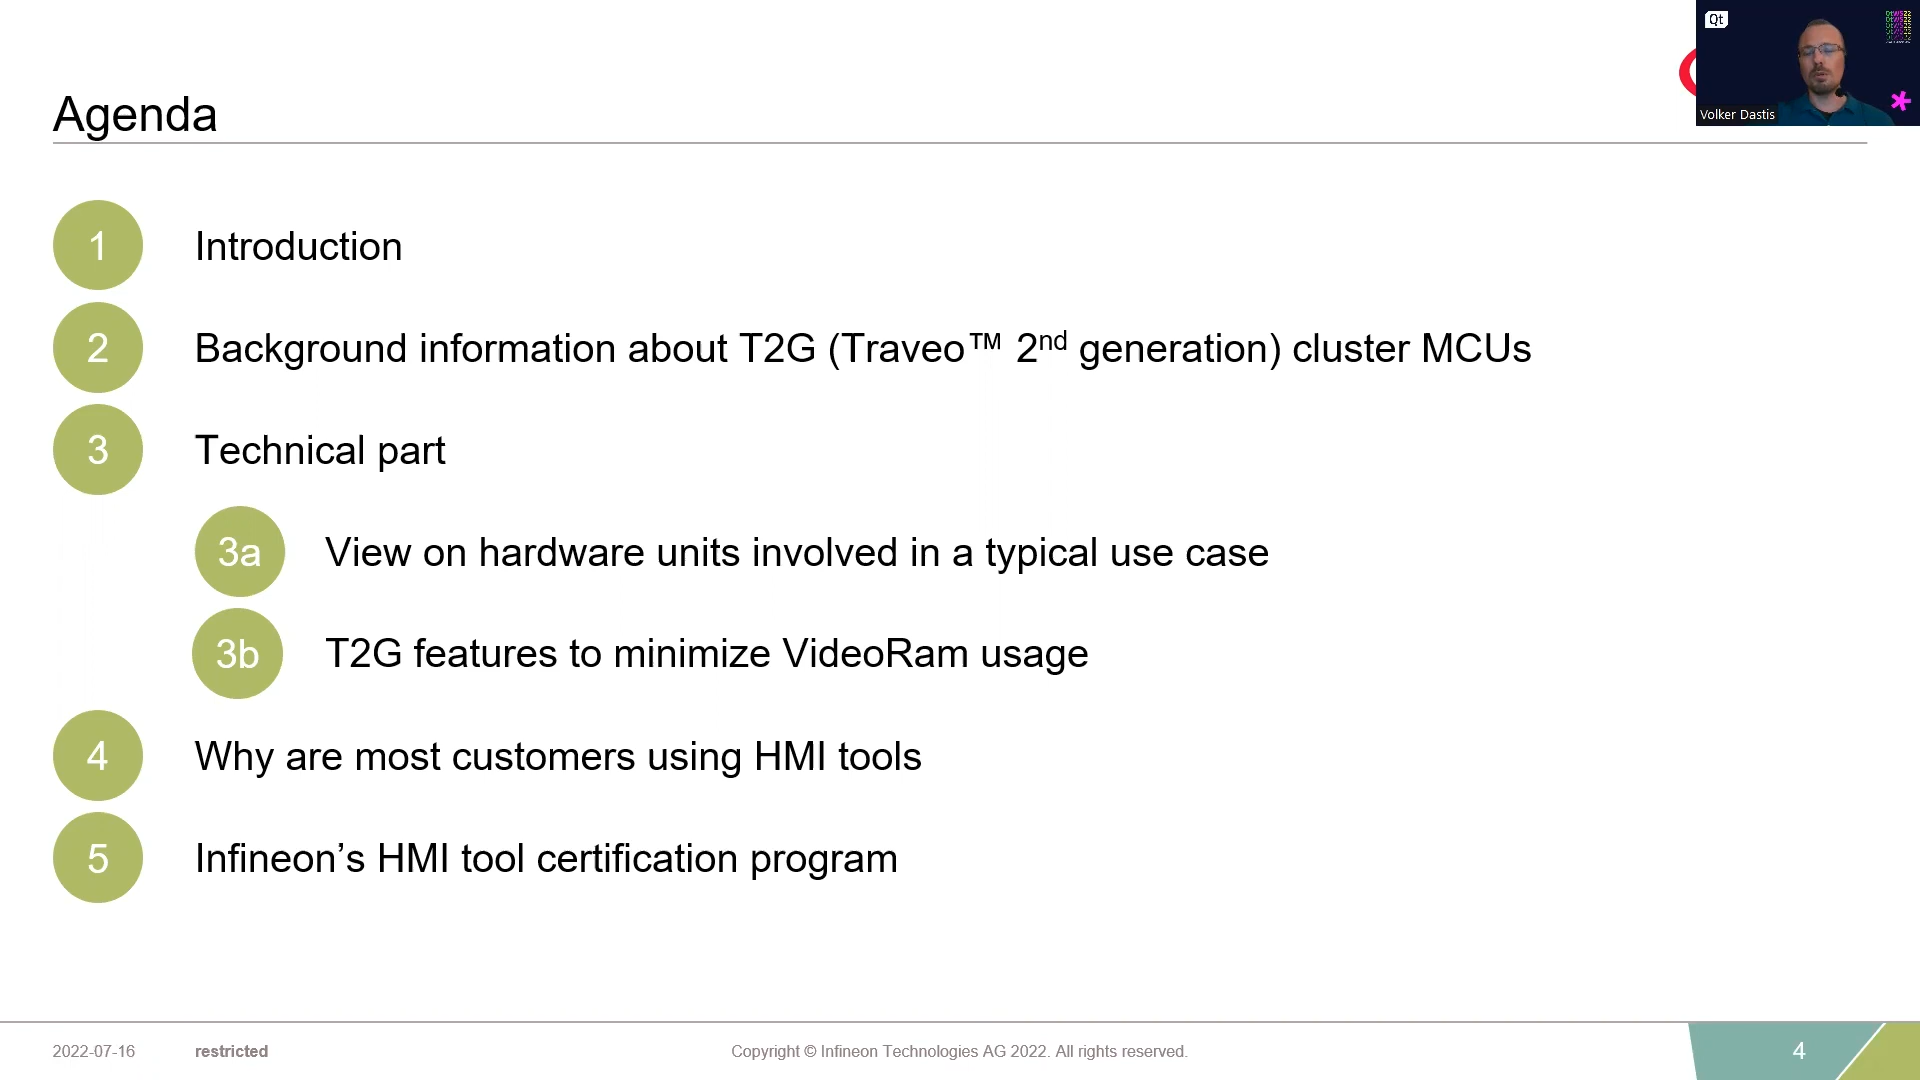 Qt
Volker Dastis
Agenda
1 Introduction
2 Background information about T2G (Traveo™ 2nd generation) cluster MCUs
3 Technical part
3a View on hardware units involved in a typical use case
3b T2G features to minimize VideoRam usage
4 Why are most customers using HMI tools
5 Infineon’s HMI tool certification program
2022-07-16 restricted Copyright © Infineon Technologies AG 2022. All rights reserved. 4